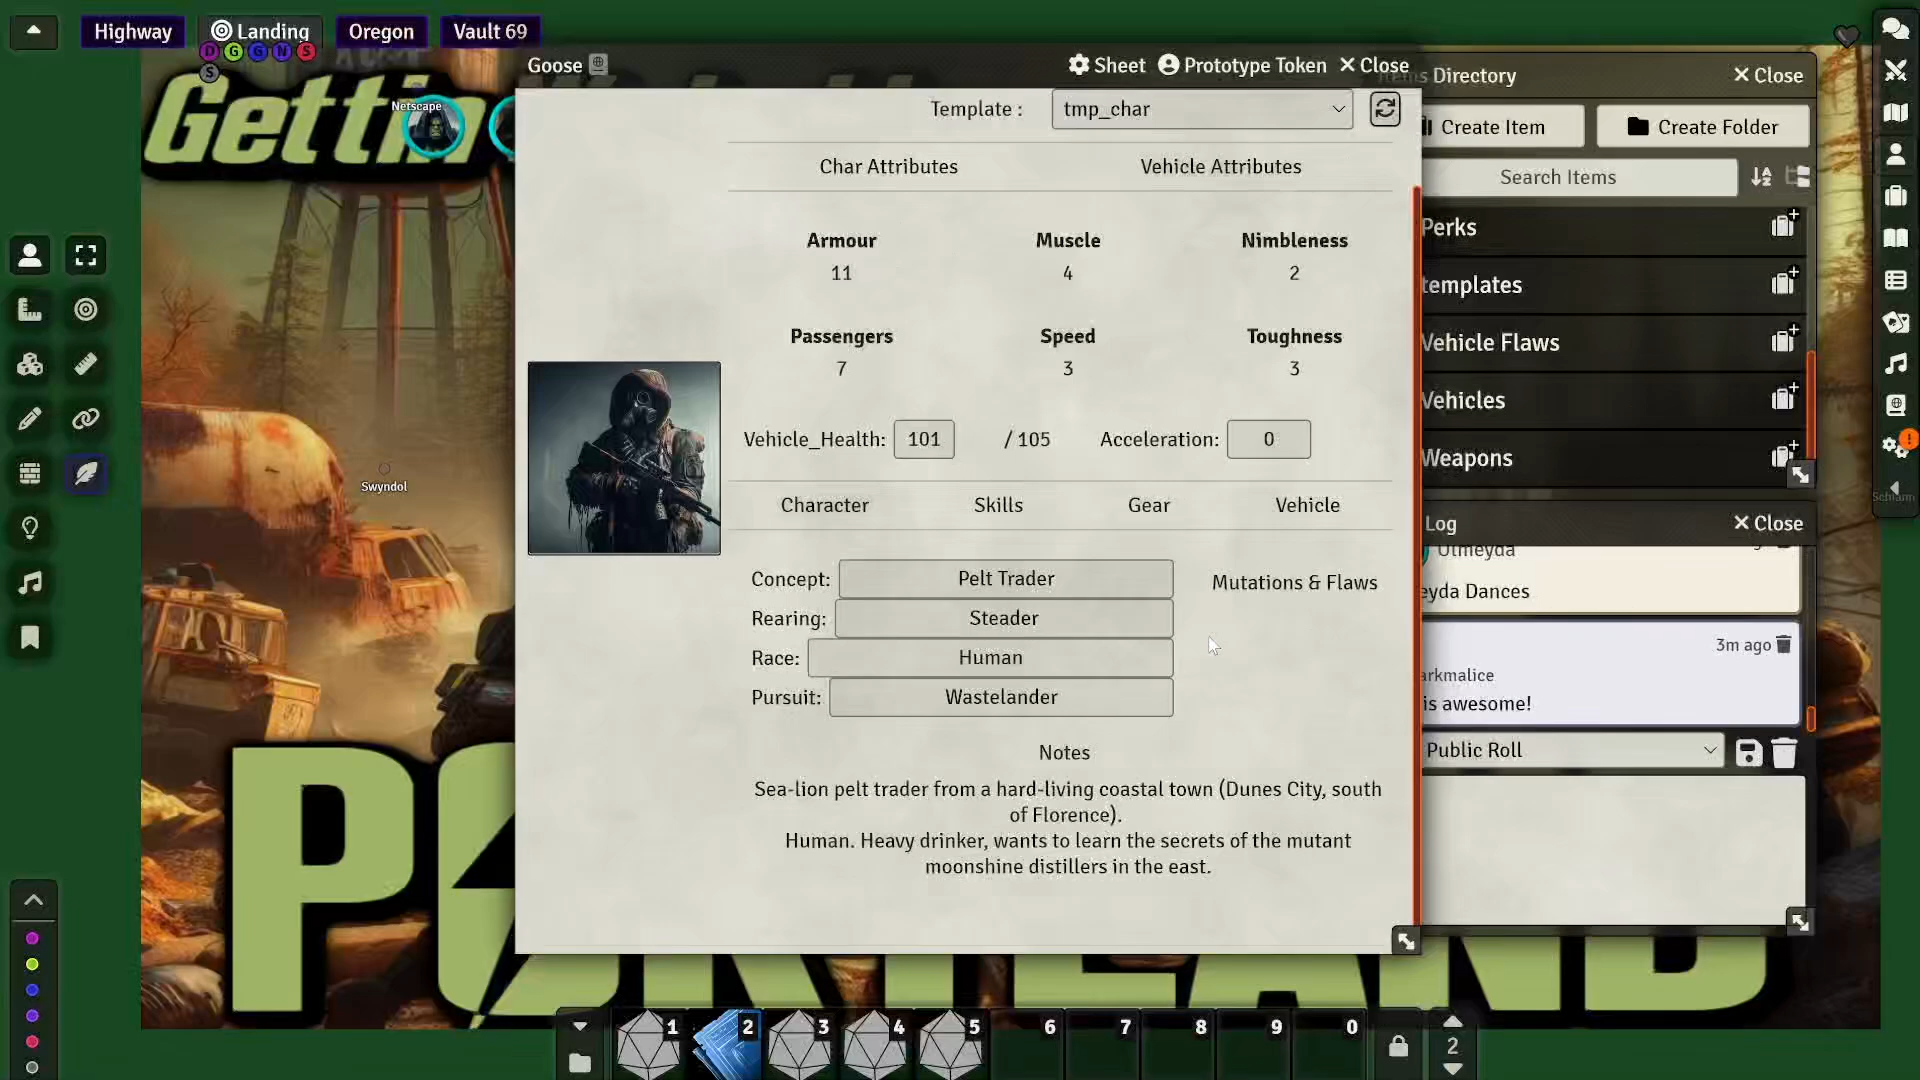 Highway
Landing
Oregon
Vault 69
D G G N S
S
Gettin
Netscape
Swyndol
Goose
Sheet
Prototype Token
Close
Template :
tmp_char
Char Attributes
Vehicle Attributes
Armour
Muscle
Nimbleness
11
4
2
Passengers
Speed
Toughness
7
3
3
Vehicle_Health:
101
/ 105
Acceleration:
0
Character
Skills
Gear
Vehicle
Concept:
Pelt Trader
Mutations & Flaws
Rearing:
Steader
Race:
Human
Pursuit:
Wastelander
Notes
Sea-lion pelt trader from a hard-living coastal town (Dunes City, south
of Florence).
Human. Heavy drinker, wants to learn the secrets of the mutant
moonshine distillers in the east.
Directory
Close
Create Item
Create Folder
Search Items
Perks
templates
Vehicle Flaws
Vehicles
Weapons
Log
Close
Ulmeyda
eyda Dances
3m ago
arkmalice
is awesome!
Public Roll
1
2
3
4
5
6
7
8
9
0
2